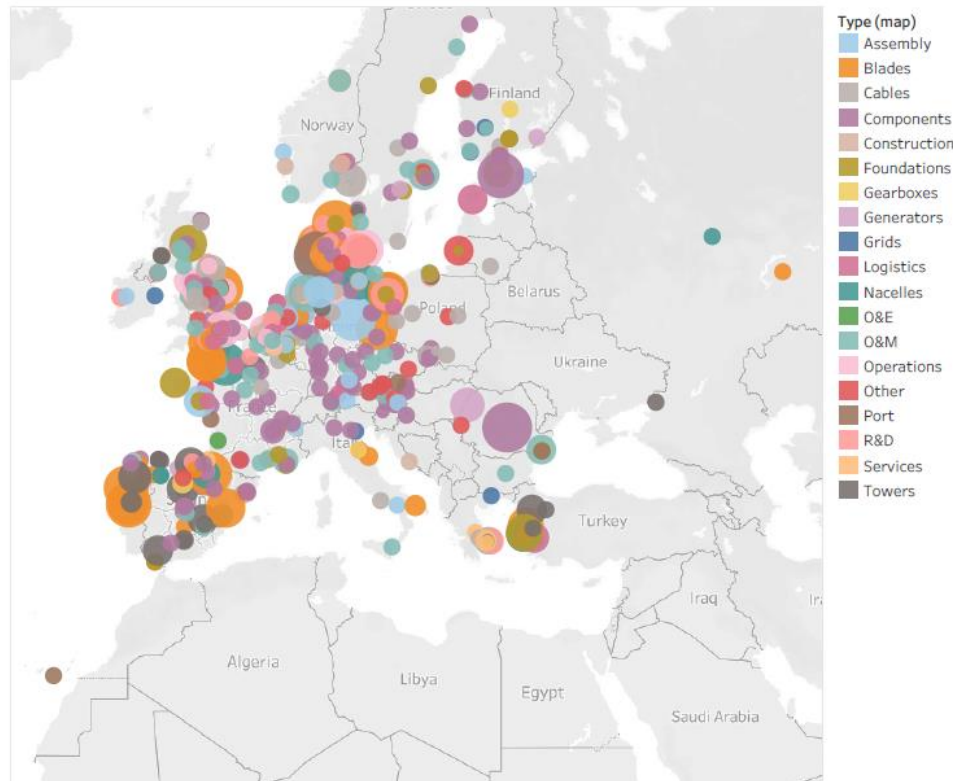 Type (map)
Assembly
Blades
Cables
Components
Construction
Foundations
Gearboxes
Generators
Grids
Logistics
Nacelles
O&E
O&M
Operations
Other
Port
R&D
Services
Towers
Finland
Norway
Belarus
Poland
Ukraine
France
Turkey
Iraq
Algeria
Libya
Egypt
Saudi Arabia